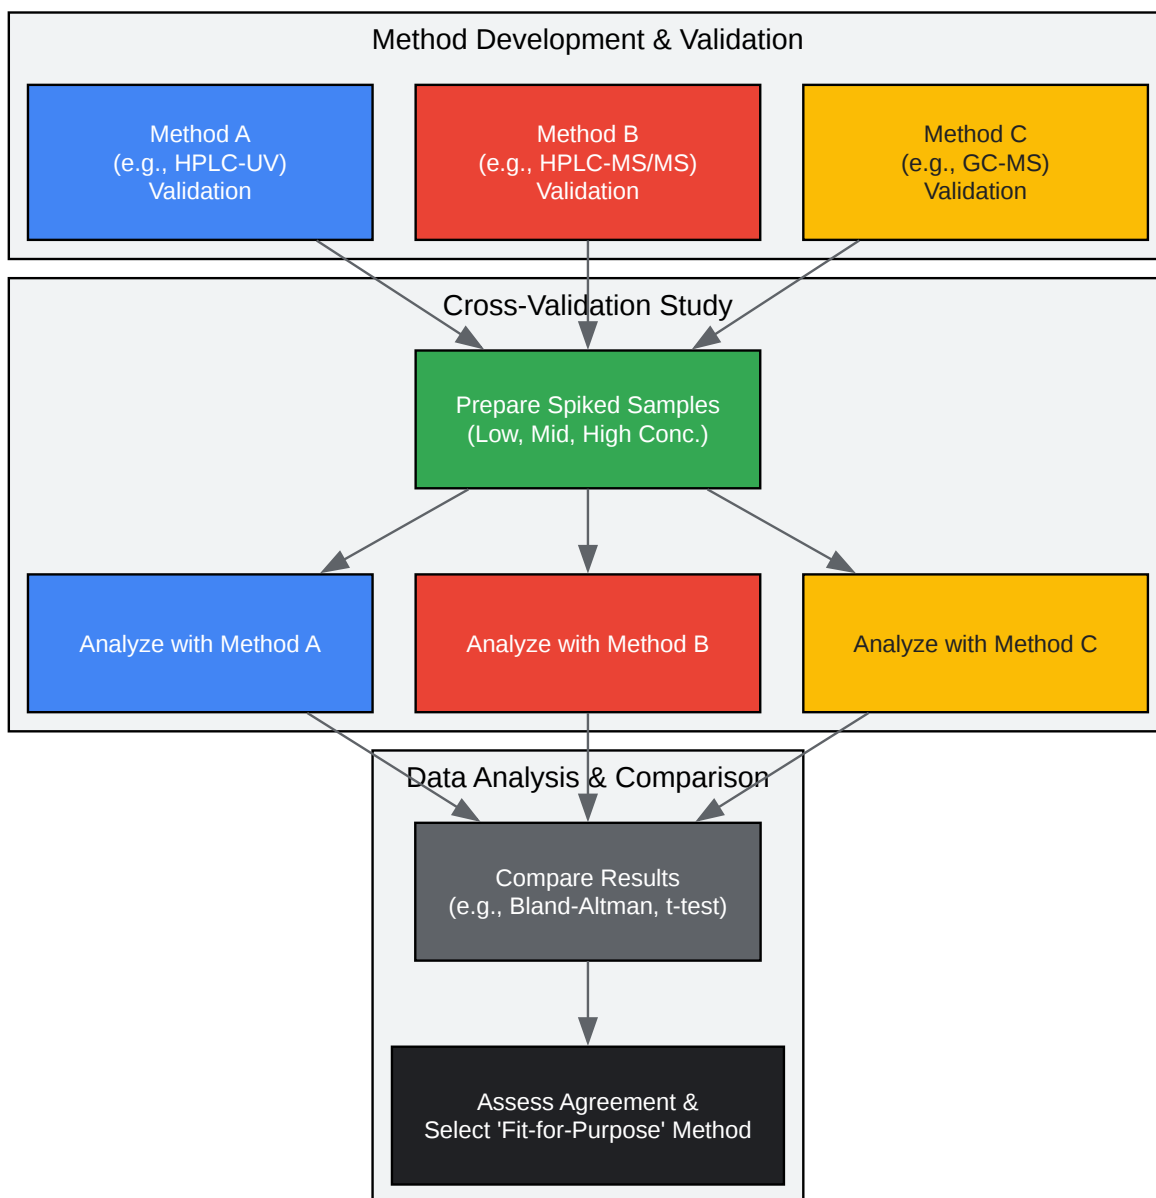 Method Development & Validation
Method A
(e.g., HPLC-UV)
Validation
Method B
(e.g., HPLC-MS/MS)
Validation
Method C
(e.g., GC-MS)
Validation
Cross-Validation Study
Prepare Spiked Samples
(Low, Mid, High Conc.)
Analyze with Method A
Analyze with Method B
Analyze with Method C
Data Analysis & Comparison
Compare Results
(e.g., Bland-Altman, t-test)
Assess Agreement &
Select 'Fit-for-Purpose' Method